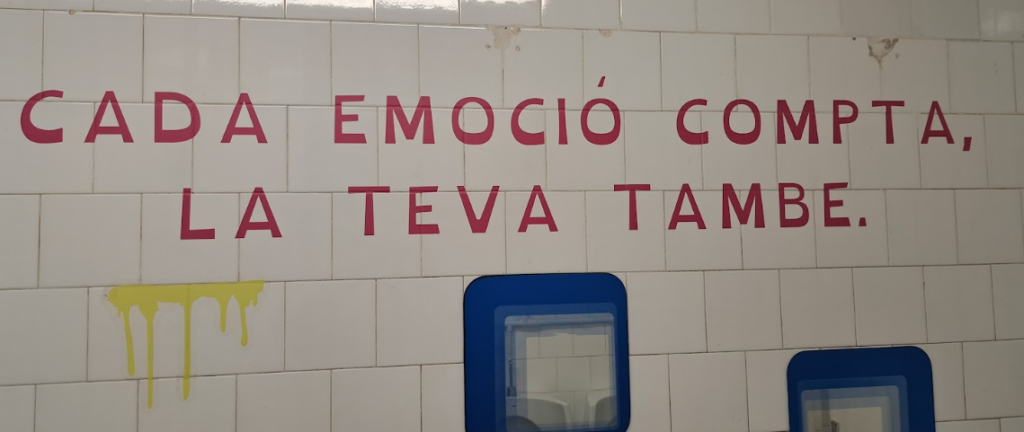 CADA EMOCIÓ COMPTA,
LA TEVA TAMBE.